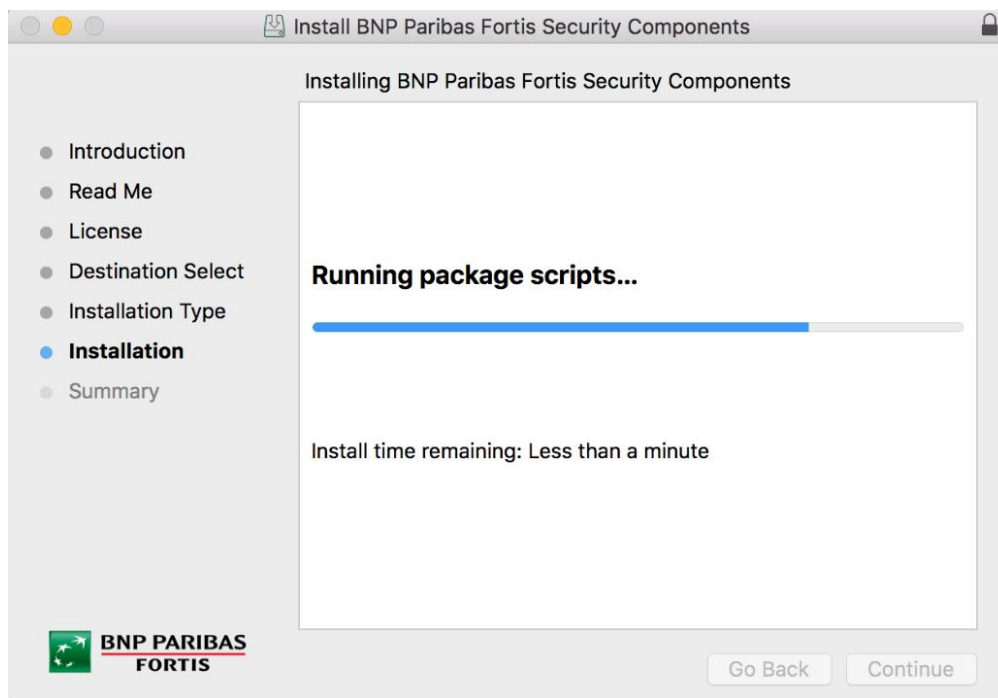 Install BNP Paribas Fortis Security Components
Installing BNP Paribas Fortis Security Components
Introduction
Read Me
License
Destination Select
Installation Type
Installation
Summary
Running package scripts...
Install time remaining: Less than a minute
BNP PARIBAS
FORTIS
Go Back
Continue